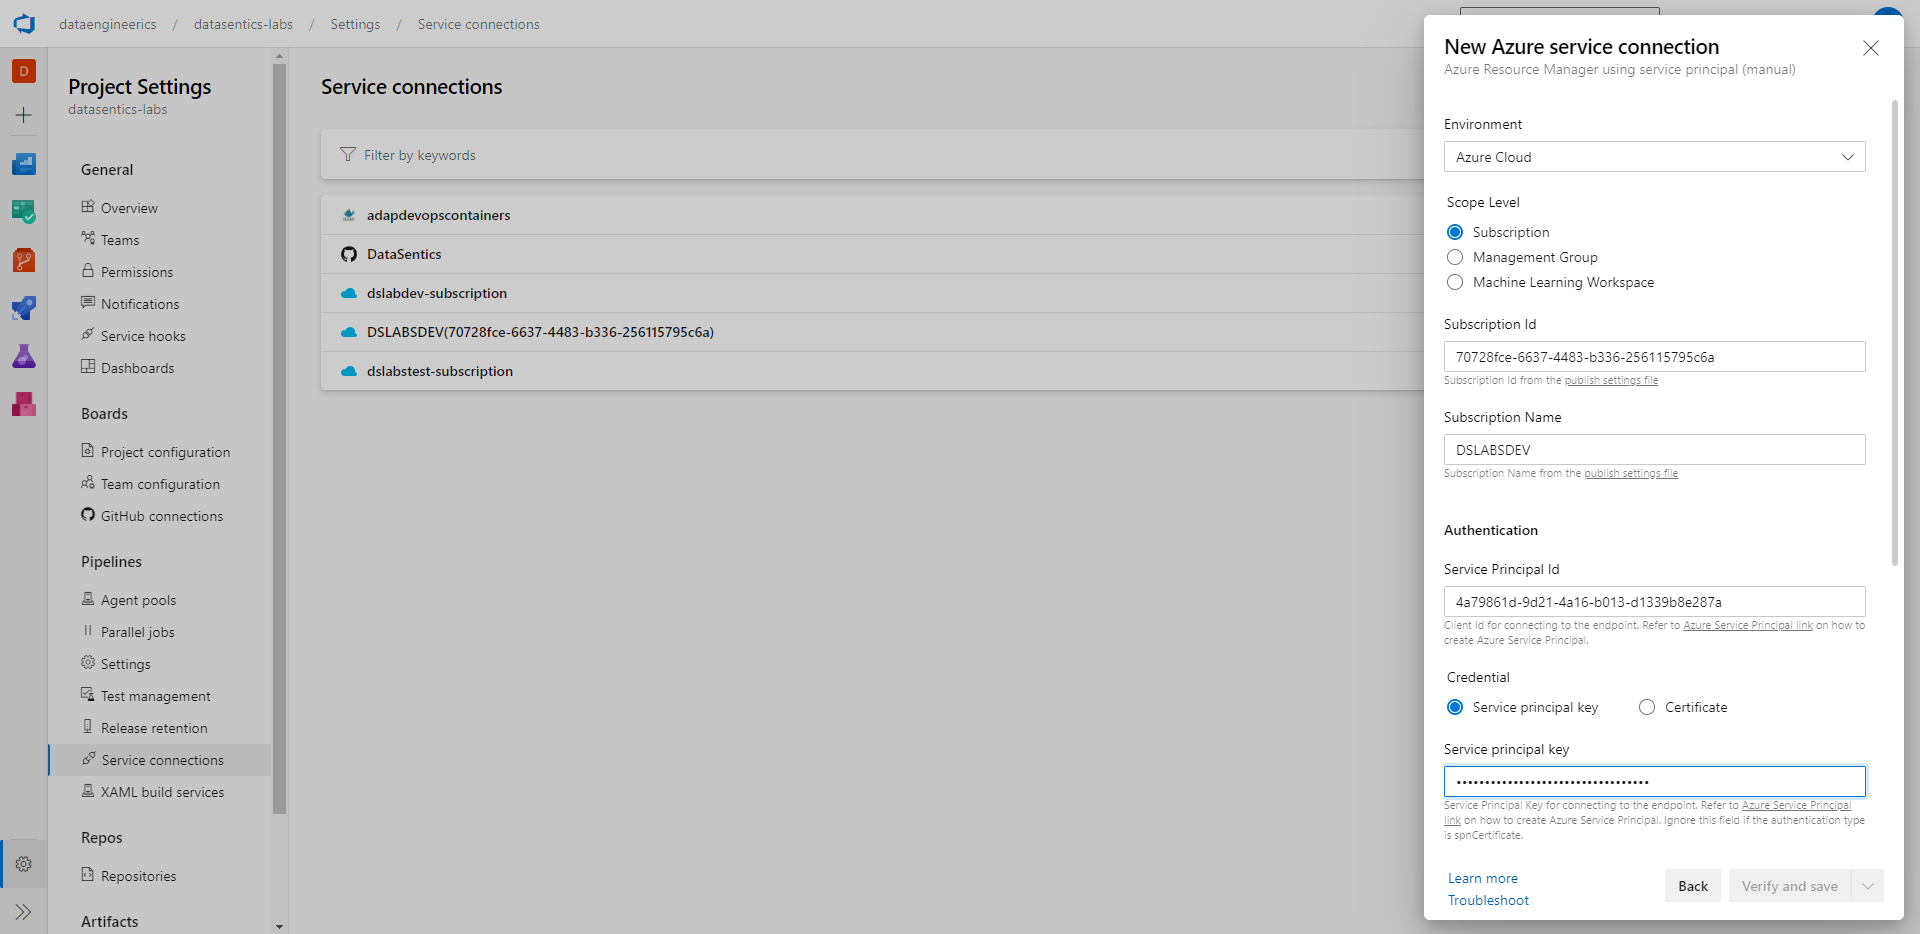 dataengineerics / datasentics-labs / Settings / Service connections
D
Project Settings
datasentics-labs
General
Overview
Teams
Permissions
Notifications
Service hooks
Dashboards
Boards
Project configuration
Team configuration
GitHub connections
Pipelines
Agent pools
Parallel jobs
Settings
Test management
Release retention
Service connections
XAML build services
Repos
Repositories
Artifacts
Service connections
Filter by keywords
adapdevopscontainers
DataSentics
dslabdev-subscription
DSLABSDEV(70728fce-6637-4483-b336-256115795c6a)
dslabstest-subscription
New Azure service connection
Azure Resource Manager using service principal (manual)
Environment
Azure Cloud
Scope Level
Subscription
Management Group
Machine Learning Workspace
Subscription Id
70728fce-6637-4483-b336-256115795c6a
Subscription Id from the publish settings file
Subscription Name
DSLABSDEV
Subscription Name from the publish settings file
Authentication
Service Principal Id
4a79861d-9d21-4a16-b013-d1339b8e287a
Client Id for connecting to the endpoint. Refer to Azure Service Principal link on how to
create Azure Service Principal.
Credential
Service principal key
Certificate
Service principal key
••••••••••••••••••••••••••••••••••
Service Principal Key for connecting to the endpoint. Refer to Azure Service Principal
link on how to create Azure Service Principal. Ignore this field if the authentication type
is spnCertificate.
Learn more
Troubleshoot
Back
Verify and save